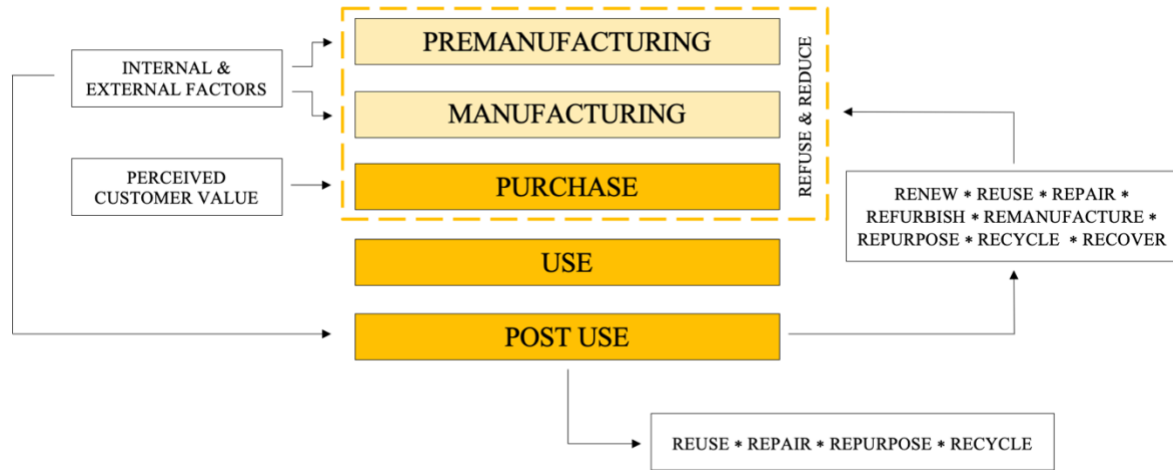 PREMANUFACTURING
INTERNAL &
EXTERNAL FACTORS
MANUFACTURING
REFUSE & REDUCE
PERCEIVED
CUSTOMER VALUE
PURCHASE
RENEW * REUSE * REPAIR *
REFURBISH * REMANUFACTURE *
REPURPOSE * RECYCLE * RECOVER
USE
POST USE
REUSE * REPAIR * REPURPOSE * RECYCLE